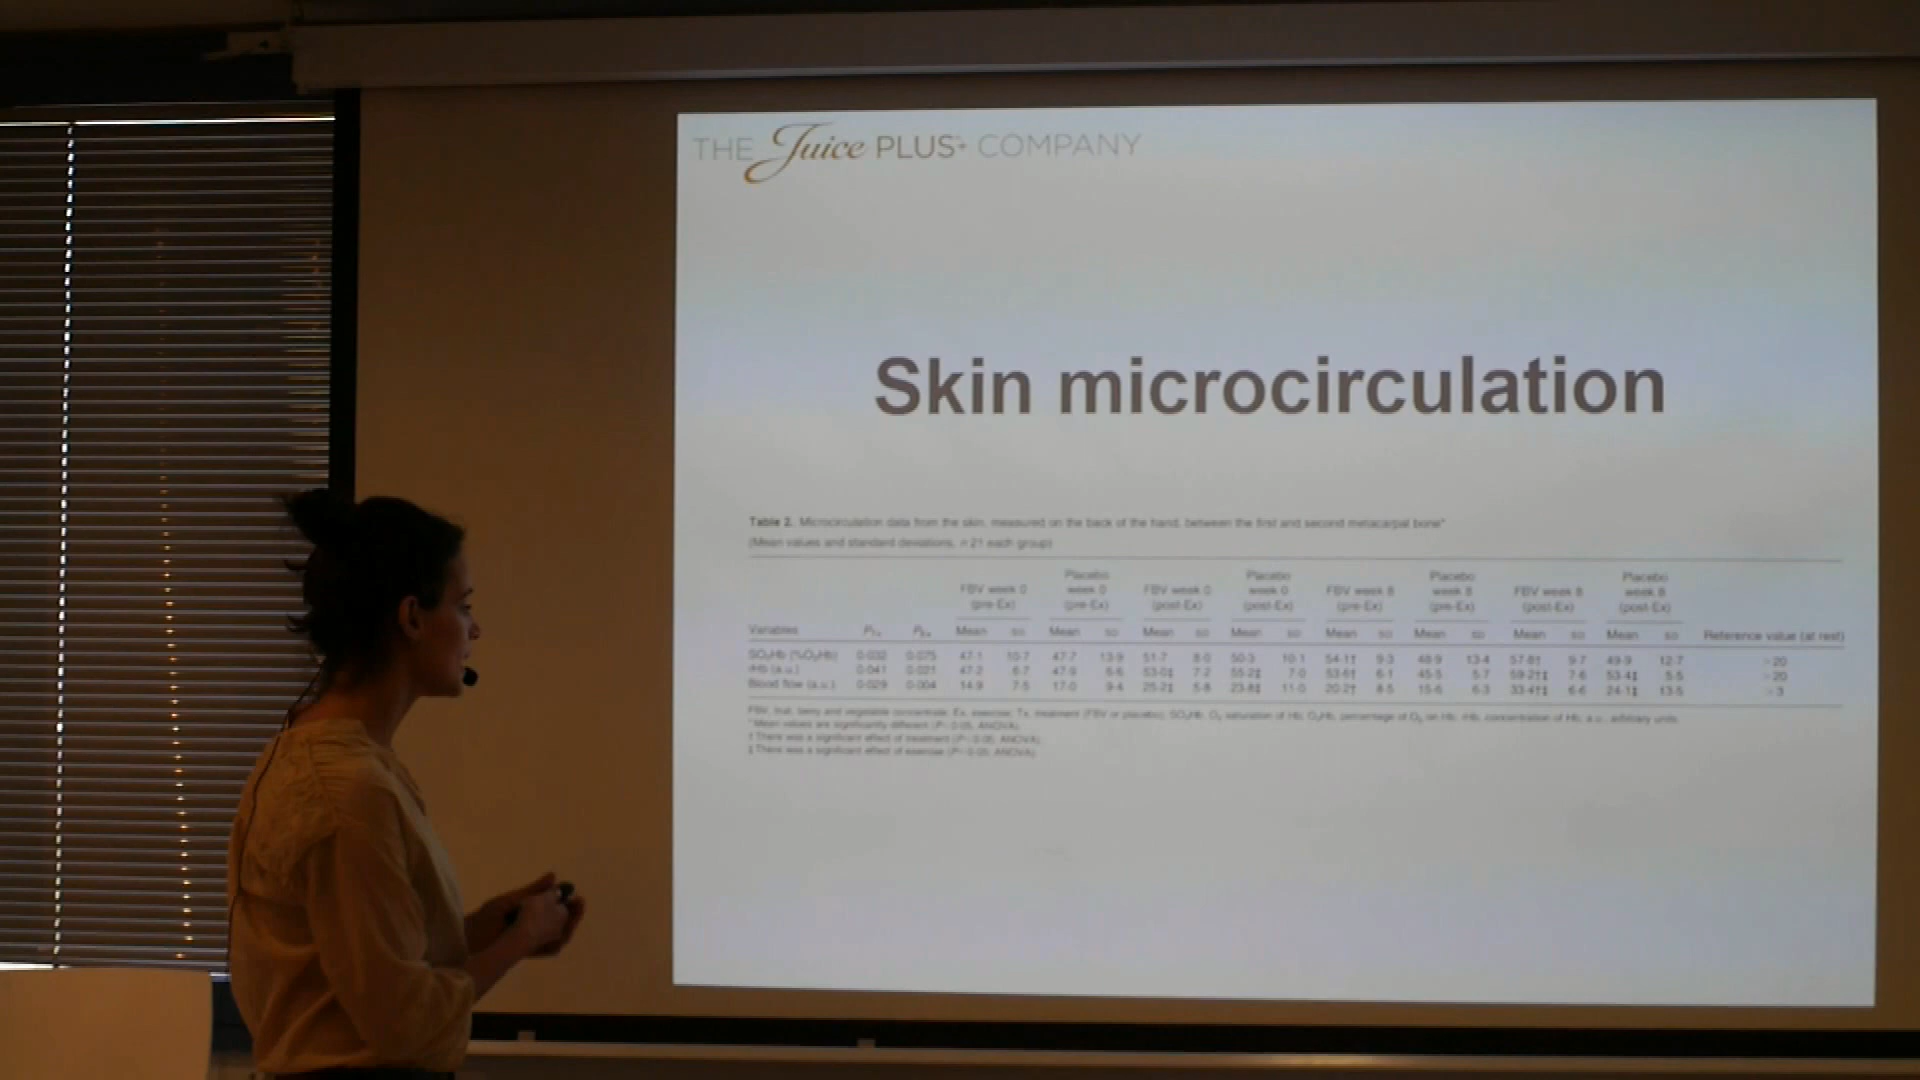 THE Juice PLUS+ COMPANY
Skin microcirculation
Table 2. Microcirculation data from the skin, measured on the back of the hand, between the first and second metacarpal bone*
(Mean values and standard deviations, n 21 each group)
FBV week 0 (pre-Ex) Placebo week 0 (pre-Ex) FBV week 0 (post-Ex) Placebo week 0 (post-Ex) FBV week 8 (pre-Ex) Placebo week 8 (pre-Ex) FBV week 8 (post-Ex) Placebo week 8 (post-Ex)
Variables Mean SD Mean SD Mean SD Mean SD Mean SD Mean SD Mean SD Mean SD Reference value (at rest)
SO₂Hb (%O₂Hb) 0·032 0·075 47·1 10·7 47·7 13·9 51·7 8·0 50·3 10·1 54·1† 9·3 48·9 13·4 57·8† 9·7 49·9 12·7 >20
rHb (a.u.) 0·041 0·021 47·2 6·7 47·6 6·6 53·0‡ 7·2 55·2‡ 7·0 53·6† 6·1 45·5 5·7 59·2†‡ 7·6 53·4‡ 5·5 >20
Blood flow (a.u.) 0·029 0·004 14·9 7·5 17·0 9·4 25·2‡ 5·8 23·8‡ 11·0 20·2† 8·5 15·6 6·3 33·4†‡ 6·6 24·1‡ 13·5 >3
FBV, fruit, berry and vegetable concentrate; Ex, exercise; Tx, treatment (FBV or placebo); SO₂Hb, O₂ saturation of Hb; O₂Hb, percentage of O₂ on Hb; rHb, concentration of Hb; a.u., arbitrary units.
*Mean values are significantly different (P<0·05; ANOVA).
† There was a significant effect of treatment (P<0·05; ANOVA).
‡ There was a significant effect of exercise (P<0·05; ANOVA).